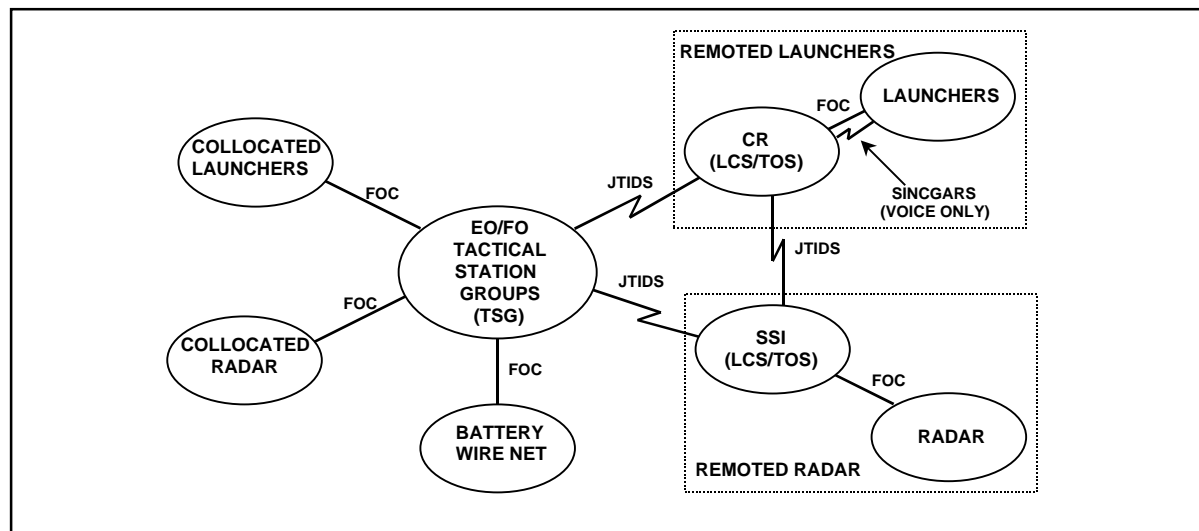 REMOTED LAUNCHERS
LAUNCHERS
FOC
CR
(LCS/TOS)
SINCGARS
(VOICE ONLY)
COLLOCATED
LAUNCHERS
FOC
JTIDS
EO/FO
TACTICAL
STATION
GROUPS
(TSG)
JTIDS
JTIDS
FOC
COLLOCATED
RADAR
SSI
(LCS/TOS)
FOC
FOC
BATTERY
WIRE NET
RADAR
REMOTED RADAR